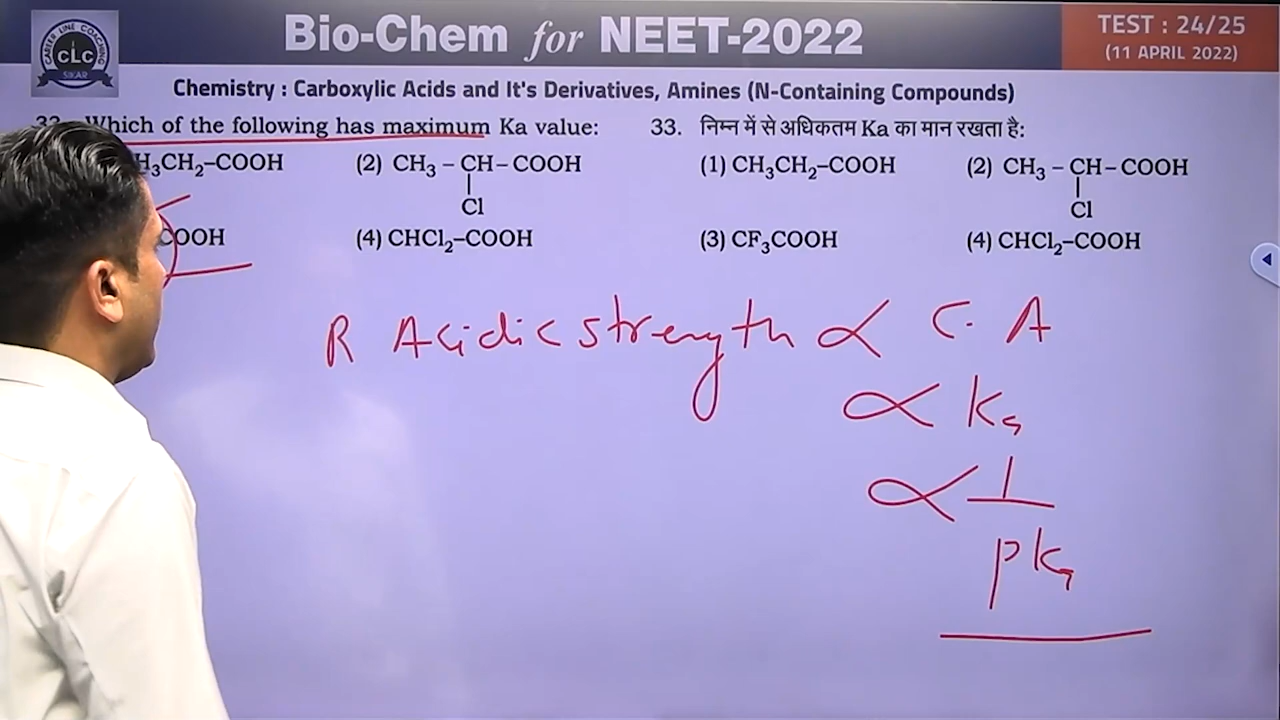 Bio-Chem for NEET-2022
TEST : 24/25
(11 APRIL 2022)
CAREER LINE COACHING
CLC
SIKAR
Chemistry : Carboxylic Acids and It's Derivatives, Amines (N-Containing Compounds)
Which of the following has maximum Ka value:
H₃CH₂–COOH (2) CH₃ – CH – COOH
Cl
COOH (4) CHCl₂–COOH
33. निम्न में से अधिकतम Ka का मान रखता है:
(1) CH₃CH₂–COOH (2) CH₃ – CH – COOH
Cl
(3) CF₃COOH (4) CHCl₂–COOH
R Acidic strength ∝ C. A
∝ Ka
∝ 1
pKa